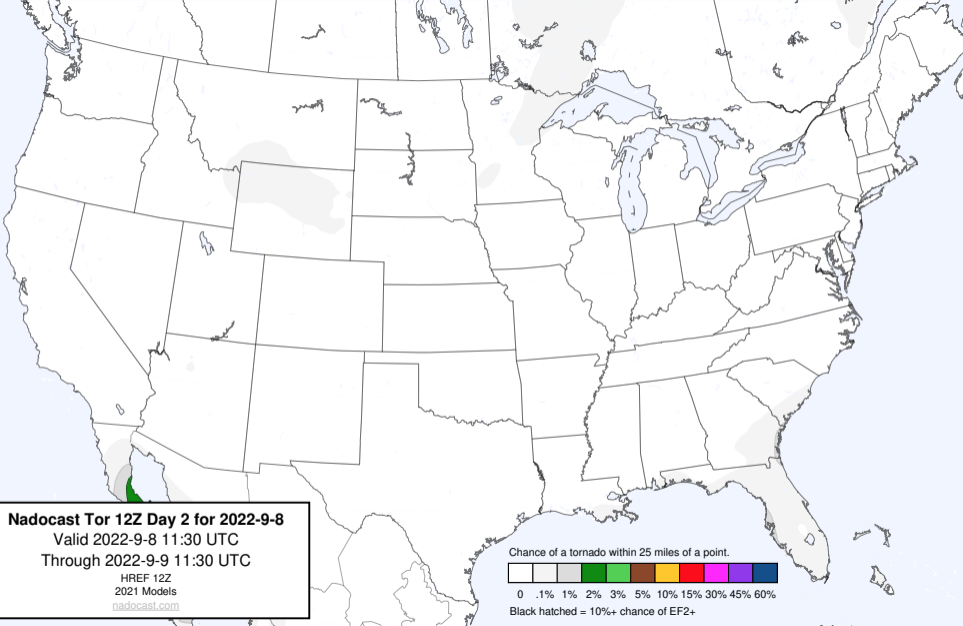 Nadocast Tor 12Z Day 2 for 2022-9-8
Valid 2022-9-8 11:30 UTC
Through 2022-9-9 11:30 UTC
HREF 12Z
2021 Models
nadocast.com
Chance of a tornado within 25 miles of a point.
0 .1% 1% 2% 3% 5% 10% 15% 30% 45% 60%
Black hatched = 10%+ chance of EF2+